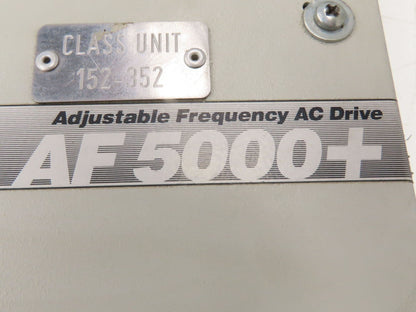 CLASS UNIT
152-352
Adjustable Frequency AC Drive
AF 5000+